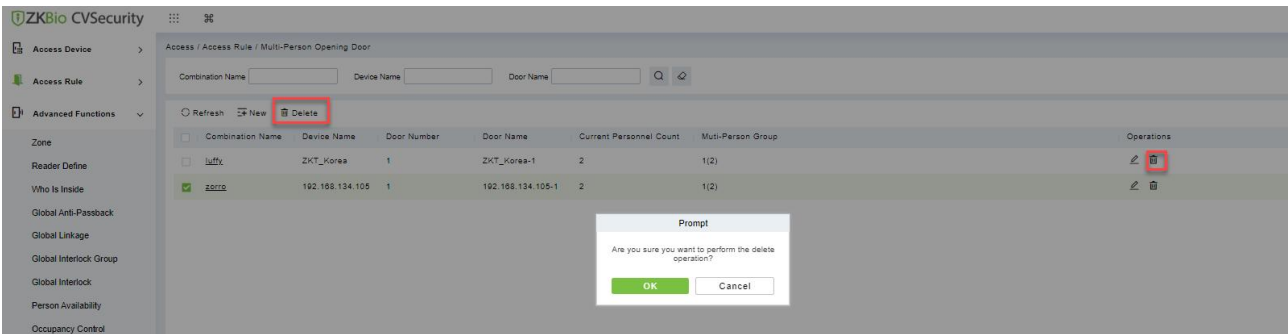 ZKBio CVSecurity
Access Device
Access Rule
Advanced Functions
Zone
Reader Define
Who Is Inside
Global Anti-Passback
Global Linkage
Global Interlock Group
Global Interlock
Person Availability
Occupancy Control
Access / Access Rule / Multi-Person Opening Door
Combination Name Device Name Door Name
Refresh New Delete
Combination Name Device Name Door Number Door Name Current Personnel Count Muti-Person Group Operations
luffy ZKT_Korea 1 ZKT_Korea-1 2 1(2)
zorro 192.168.134.105 1 192.168.134.105-1 2 1(2)
Prompt
Are you sure you want to perform the delete
operation?
OK Cancel